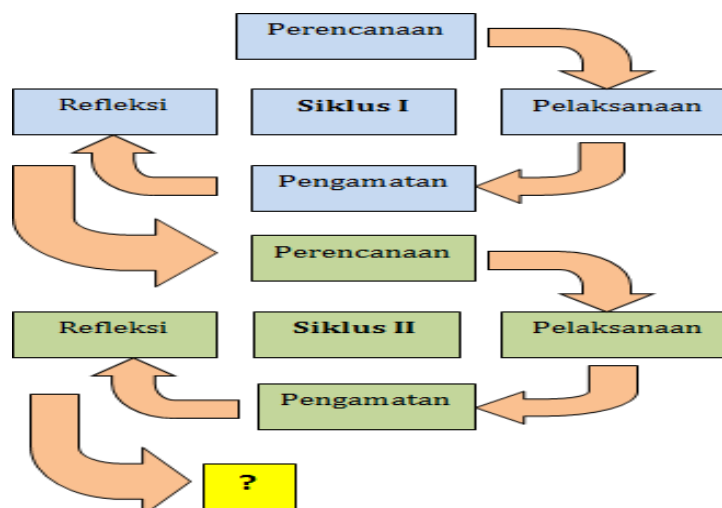 Perencanaan
Refleksi
Siklus I
Pelaksanaan
Pengamatan
Perencanaan
Refleksi
Siklus II
Pelaksanaan
Pengamatan
?